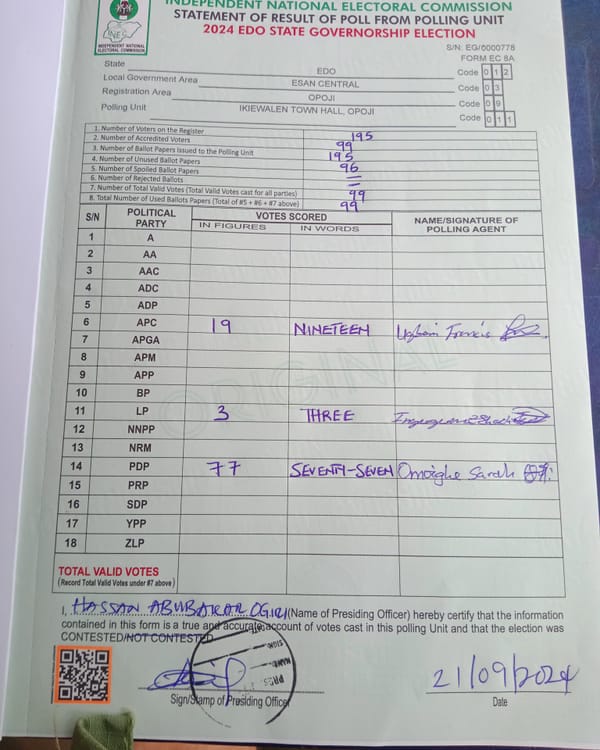 INDEPENDENT NATIONAL ELECTORAL COMMISSION
STATEMENT OF RESULT OF POLL FROM POLLING UNIT
2024 EDO STATE GOVERNORSHIP ELECTION
INEC
INDEPENDENT NATIONAL
ELECTORAL COMMISSION
S/N: EG/0000778
FORM EC 8A
State EDO Code 0 1 2
Local Government Area ESAN CENTRAL Code 0 3
Registration Area OPOJI Code 0 9
Polling Unit IKIEWALEN TOWN HALL, OPOJI Code 0 1 1
1. Number of Voters on the Register 195
2. Number of Accredited Voters 99
3. Number of Ballot Papers Issued to the Polling Unit 195
4. Number of Unused Ballot Papers 96
5. Number of Spoiled Ballot Papers —
6. Number of Rejected Ballots —
7. Number of Total Valid Votes (Total Valid Votes cast for all parties) 99
8. Total Number of Used Ballots Papers (Total of #5 + #6 + #7 above) 99
S/N POLITICAL PARTY VOTES SCORED NAME/SIGNATURE OF POLLING AGENT
IN FIGURES IN WORDS
1 A
2 AA
3 AAC
4 ADC
5 ADP
6 APC 19 NINETEEN Francis
7 APGA
8 APM
9 APP
10 BP
11 LP 3 THREE
12 NNPP
13 NRM
14 PDP 77 SEVENTY-SEVEN Omoighe Sarah
15 PRP
16 SDP
17 YPP
18 ZLP
ORIGINAL
TOTAL VALID VOTES
(Record Total Valid Votes under #7 above)
I, HASSAN ABUBAKAR OGIRI (Name of Presiding Officer) hereby certify that the information
contained in this form is a true and accurate account of votes cast in this polling Unit and that the election was
CONTESTED/NOT CONTESTED
SIGN
NAME
PRES
21/09/2024
Sign/Stamp of Presiding Officer Date